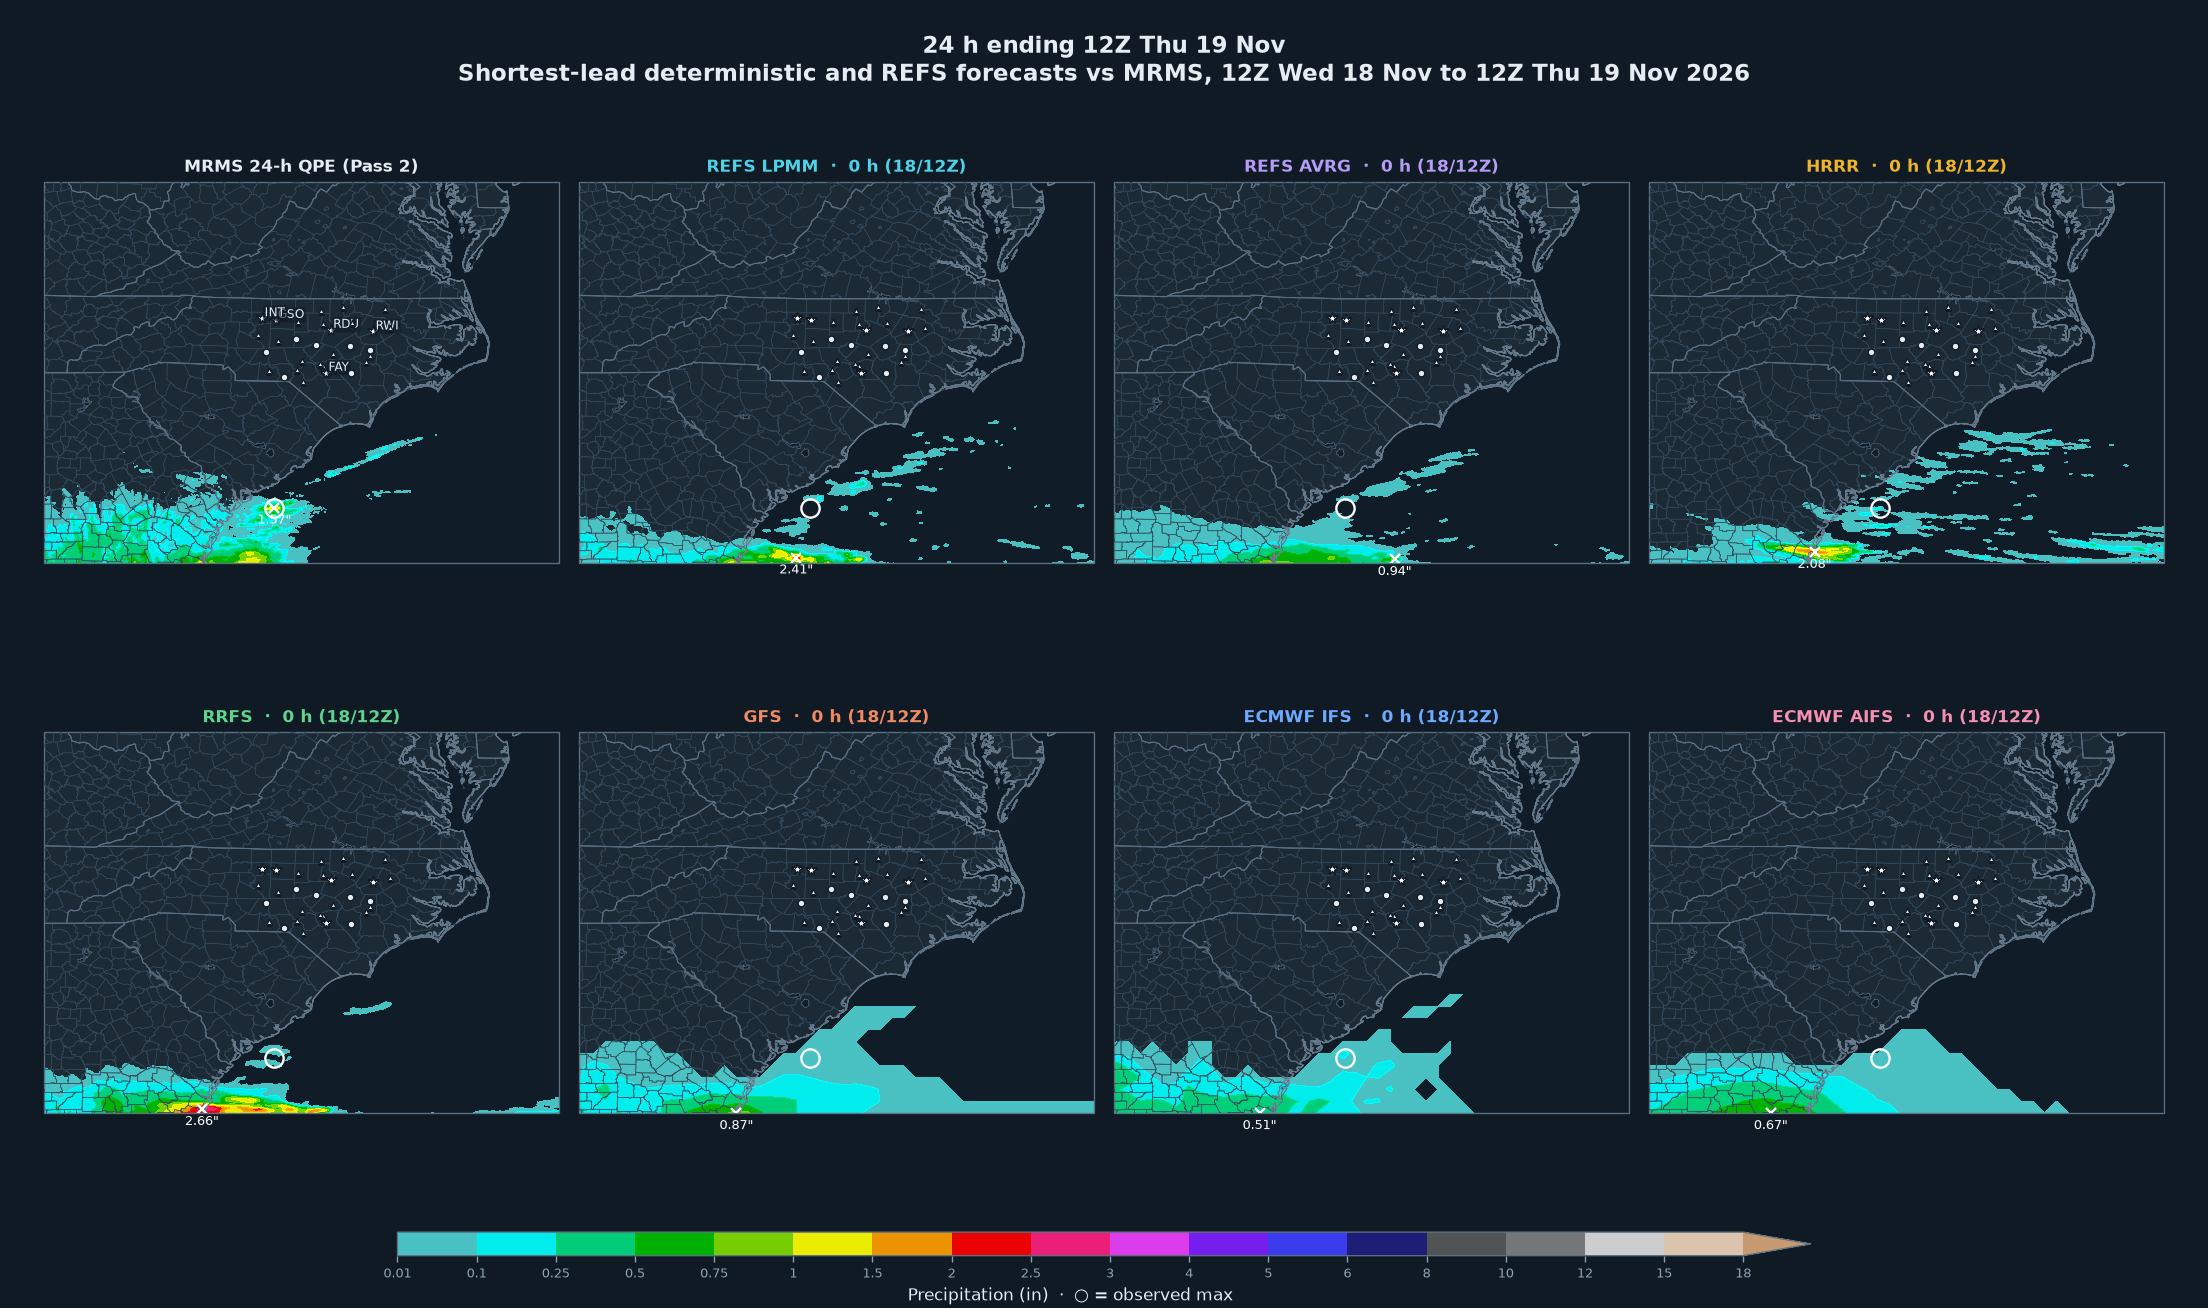 24 h ending 12Z Thu 19 Nov
Shortest-lead deterministic and REFS forecasts vs MRMS, 12Z Wed 18 Nov to 12Z Thu 19 Nov 2026
MRMS 24-h QPE (Pass 2)
REFS LPMM · 0 h (18/12Z)
REFS AVRG · 0 h (18/12Z)
HRRR · 0 h (18/12Z)
INT
SO
RDU
RWI
FAY
2.41"
0.94"
2.08"
RRFS · 0 h (18/12Z)
GFS · 0 h (18/12Z)
ECMWF IFS · 0 h (18/12Z)
ECMWF AIFS · 0 h (18/12Z)
2.66"
0.87"
0.51"
0.67"
0.01 0.1 0.25 0.5 0.75 1 1.5 2 2.5 3 4 5 6 8 10 12 15 18
Precipitation (in) · ○ = observed max